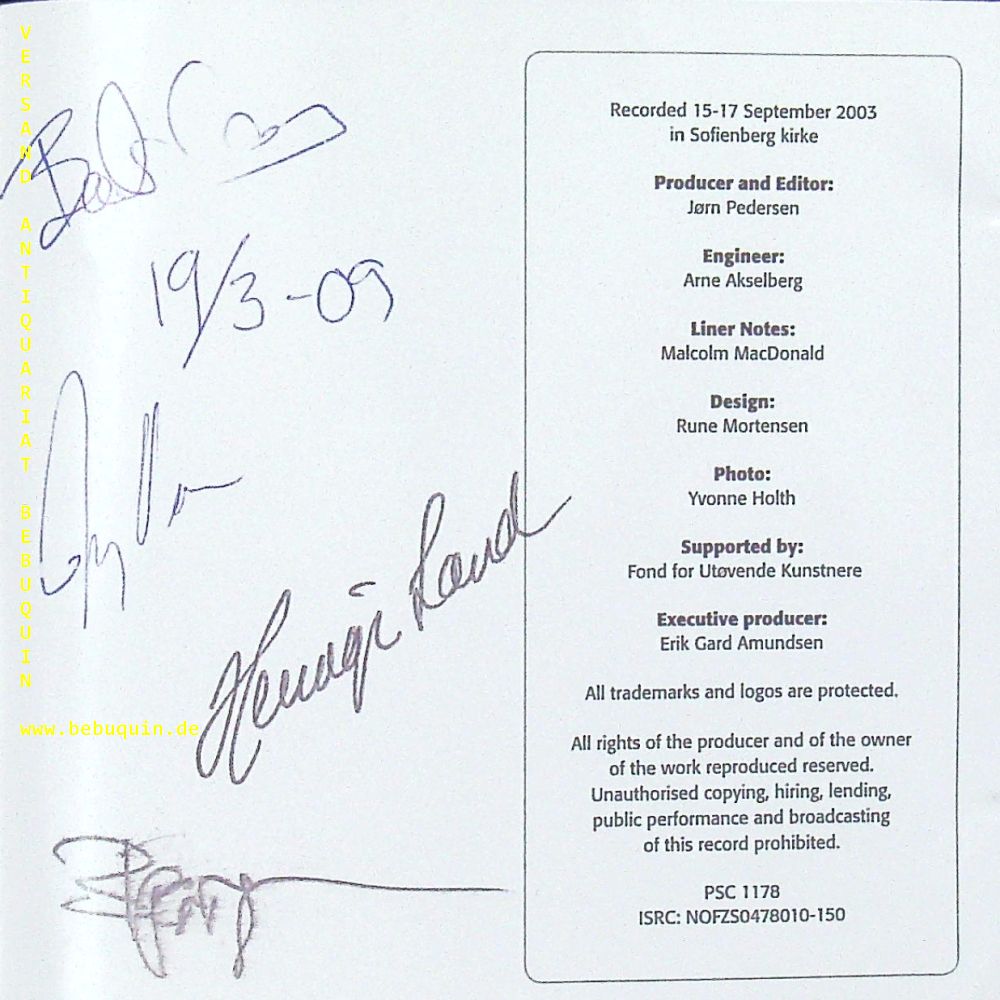 VERSAND ANTIQUARIAT BEBUQUIN
www.bebuquin.de
19/3-09
Recorded 15-17 September 2003
in Sofienberg kirke
Producer and Editor:
Jørn Pedersen
Engineer:
Arne Akselberg
Liner Notes:
Malcolm MacDonald
Design:
Rune Mortensen
Photo:
Yvonne Holth
Supported by:
Fond for Utøvende Kunstnere
Executive producer:
Erik Gard Amundsen
All trademarks and logos are protected.
All rights of the producer and of the owner
of the work reproduced reserved.
Unauthorised copying, hiring, lending,
public performance and broadcasting
of this record prohibited.
PSC 1178
ISRC: NOFZS0478010-150